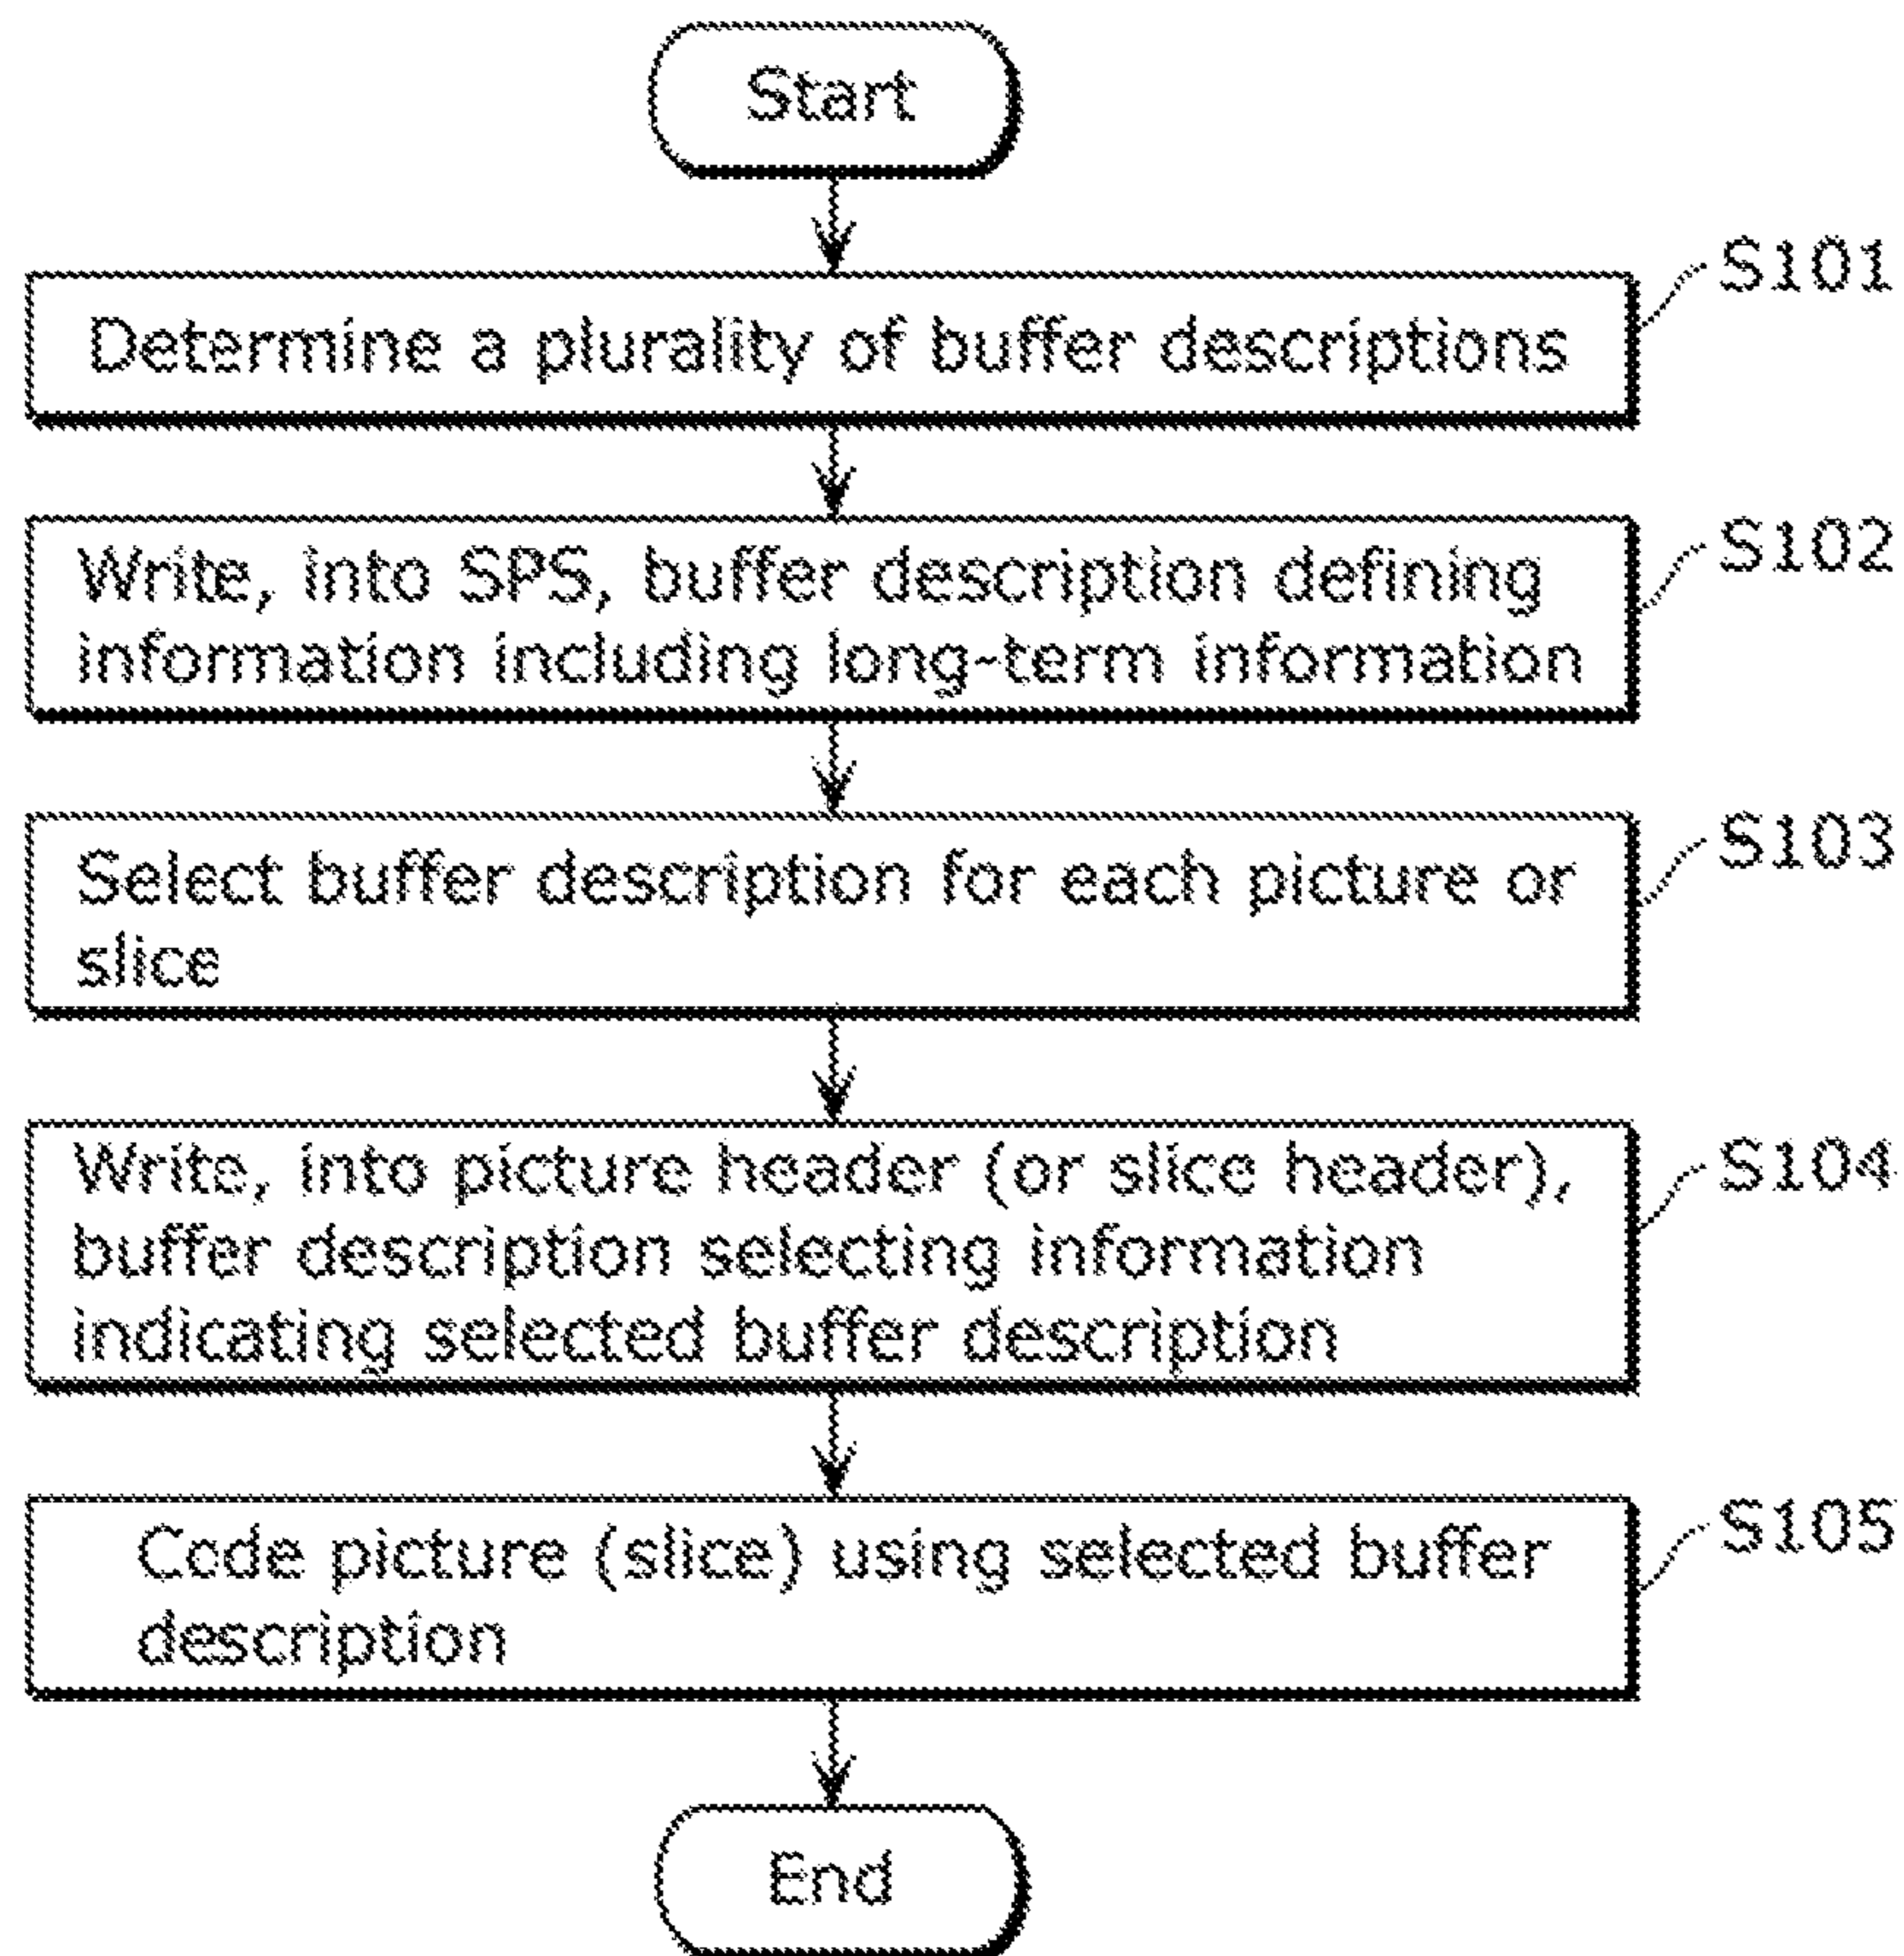 Start
S101
Determine a plurality of buffer descriptions
S102
Write, into SPS, buffer description defining
information including long-term information
S103
Select buffer description for each picture or
slice
S104
Write, into picture header (or slice header),
buffer description selecting information
indicating selected buffer description
S105
Code picture (slice) using selected buffer
description
End